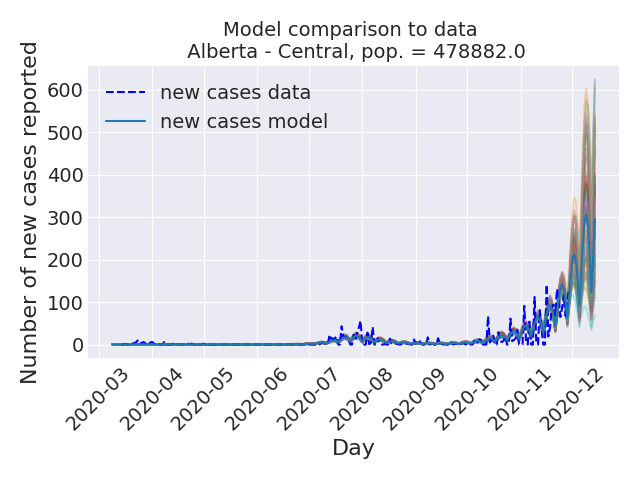 Model comparison to data
Alberta - Central, pop. = 478882.0
Number of new cases reported
600
500
400
300
200
100
0
new cases data
new cases model
2020-03
2020-04
2020-05
2020-06
2020-07
2020-08
2020-09
2020-10
2020-11
2020-12
Day